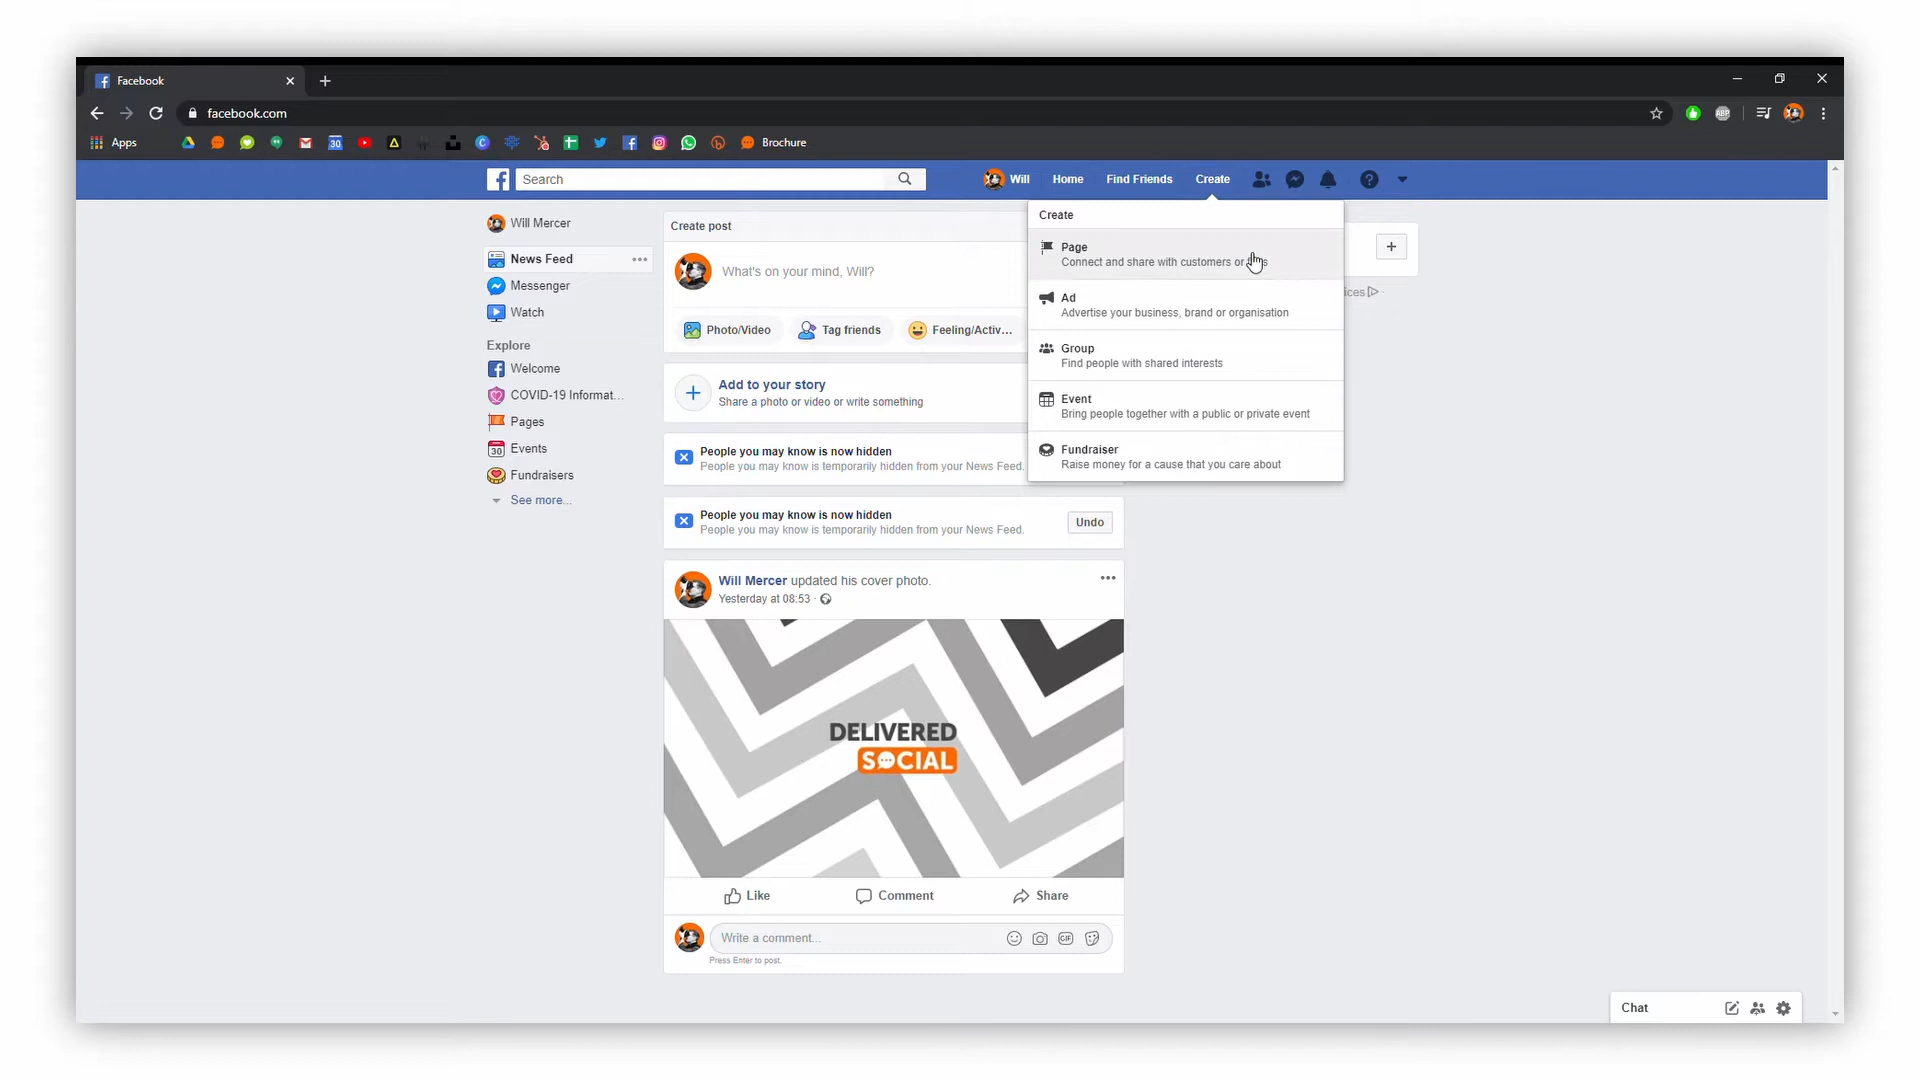 Facebook
facebook.com
Apps
30
Brochure
Search
Will
Home
Find Friends
Create
Will Mercer
News Feed
Messenger
Watch
Explore
Welcome
COVID-19 Informat...
Pages
30
Events
Fundraisers
See more...
Create post
What's on your mind, Will?
Photo/Video
Tag friends
Feeling/Activ...
Add to your story
Share a photo or video or write something
People you may know is now hidden
People you may know is temporarily hidden from your News Feed.
People you may know is now hidden
People you may know is temporarily hidden from your News Feed.
Undo
Will Mercer updated his cover photo.
Yesterday at 08:53 ·
DELIVERED
SOCIAL
Like
Comment
Share
Write a comment...
GIF
Press Enter to post.
Create
Page
Connect and share with customers or
Ad
Advertise your business, brand or organisation
Group
Find people with shared interests
Event
Bring people together with a public or private event
Fundraiser
Raise money for a cause that you care about
Chat
ABP